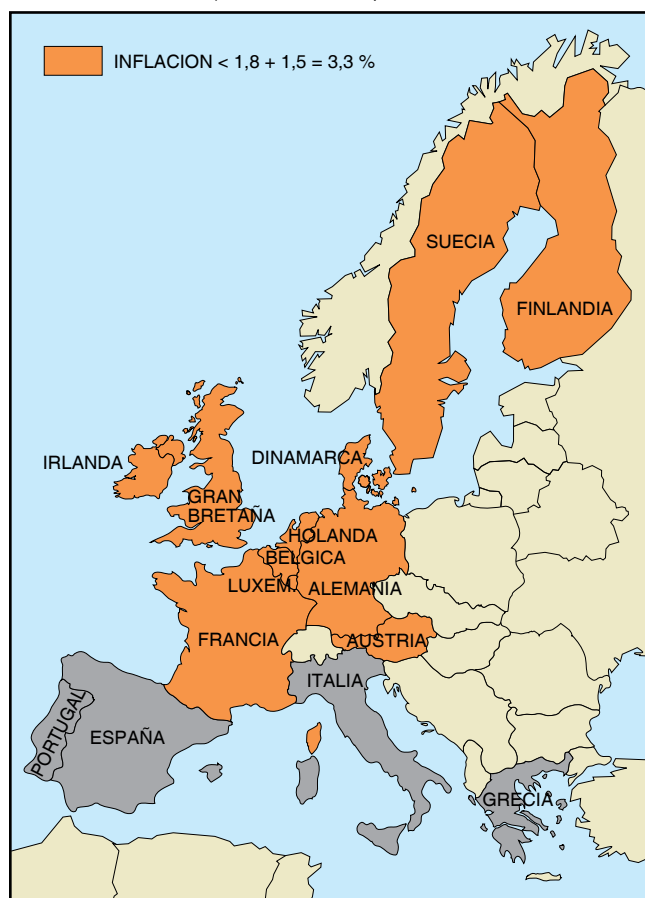 INFLACION < 1,8 + 1,5 = 3,3 %
SUECIA
FINLANDIA
IRLANDA
DINAMARCA
GRAN
BRETAÑA
HOLANDA
BELGICA
LUXEM.
ALEMANIA
FRANCIA
AUSTRIA
ITALIA
PORTUGAL
ESPAÑA
GRECIA